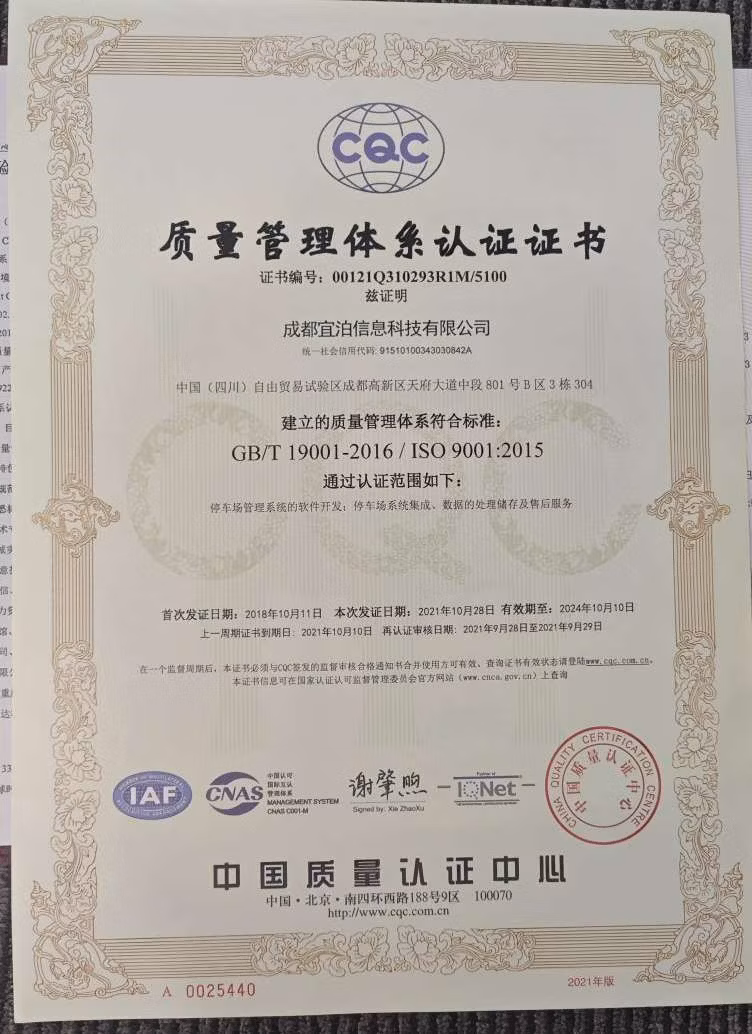 CQC
质量管理体系认证证书
证书编号：00121Q310293R1M/5100
兹证明
成都宜泊信息科技有限公司
统一社会信用代码：91510100343030842A
中国（四川）自由贸易试验区成都高新区天府大道中段 801 号 B 区 3 栋 304
建立的质量管理体系符合标准：
GB/T 19001-2016 / ISO 9001:2015
通过认证范围如下：
停车场管理系统的软件开发；停车场系统集成、数据的处理储存及售后服务
首次发证日期：2018年10月11日 本次发证日期：2021年10月28日 有效期至：2024年10月10日
上一周期证书到期日：2021年10月10日 再认证审核日期：2021年9月28日至2021年9月29日
在一个监督周期后，本证书必须与CQC签发的监督审核合格通知书合并使用方可有效。查询证书有效状态请登陆www.cqc.com.cn。
本证书信息可在国家认证认可监督管理委员会官方网站（www.cnca.gov.cn）上查询
IAF
CNAS
中国认可
国际互认
管理体系
MANAGEMENT SYSTEM
CNAS C001-M
谢肇煦
Signed by: Xie ZhaoXu
Partner of
IQNet
CHINA QUALITY CERTIFICATION CENTRE
中国质量认证中心
中国质量认证中心
中国·北京·南四环西路188号9区 100070
http://www.cqc.com.cn
A 0025440
2021年版